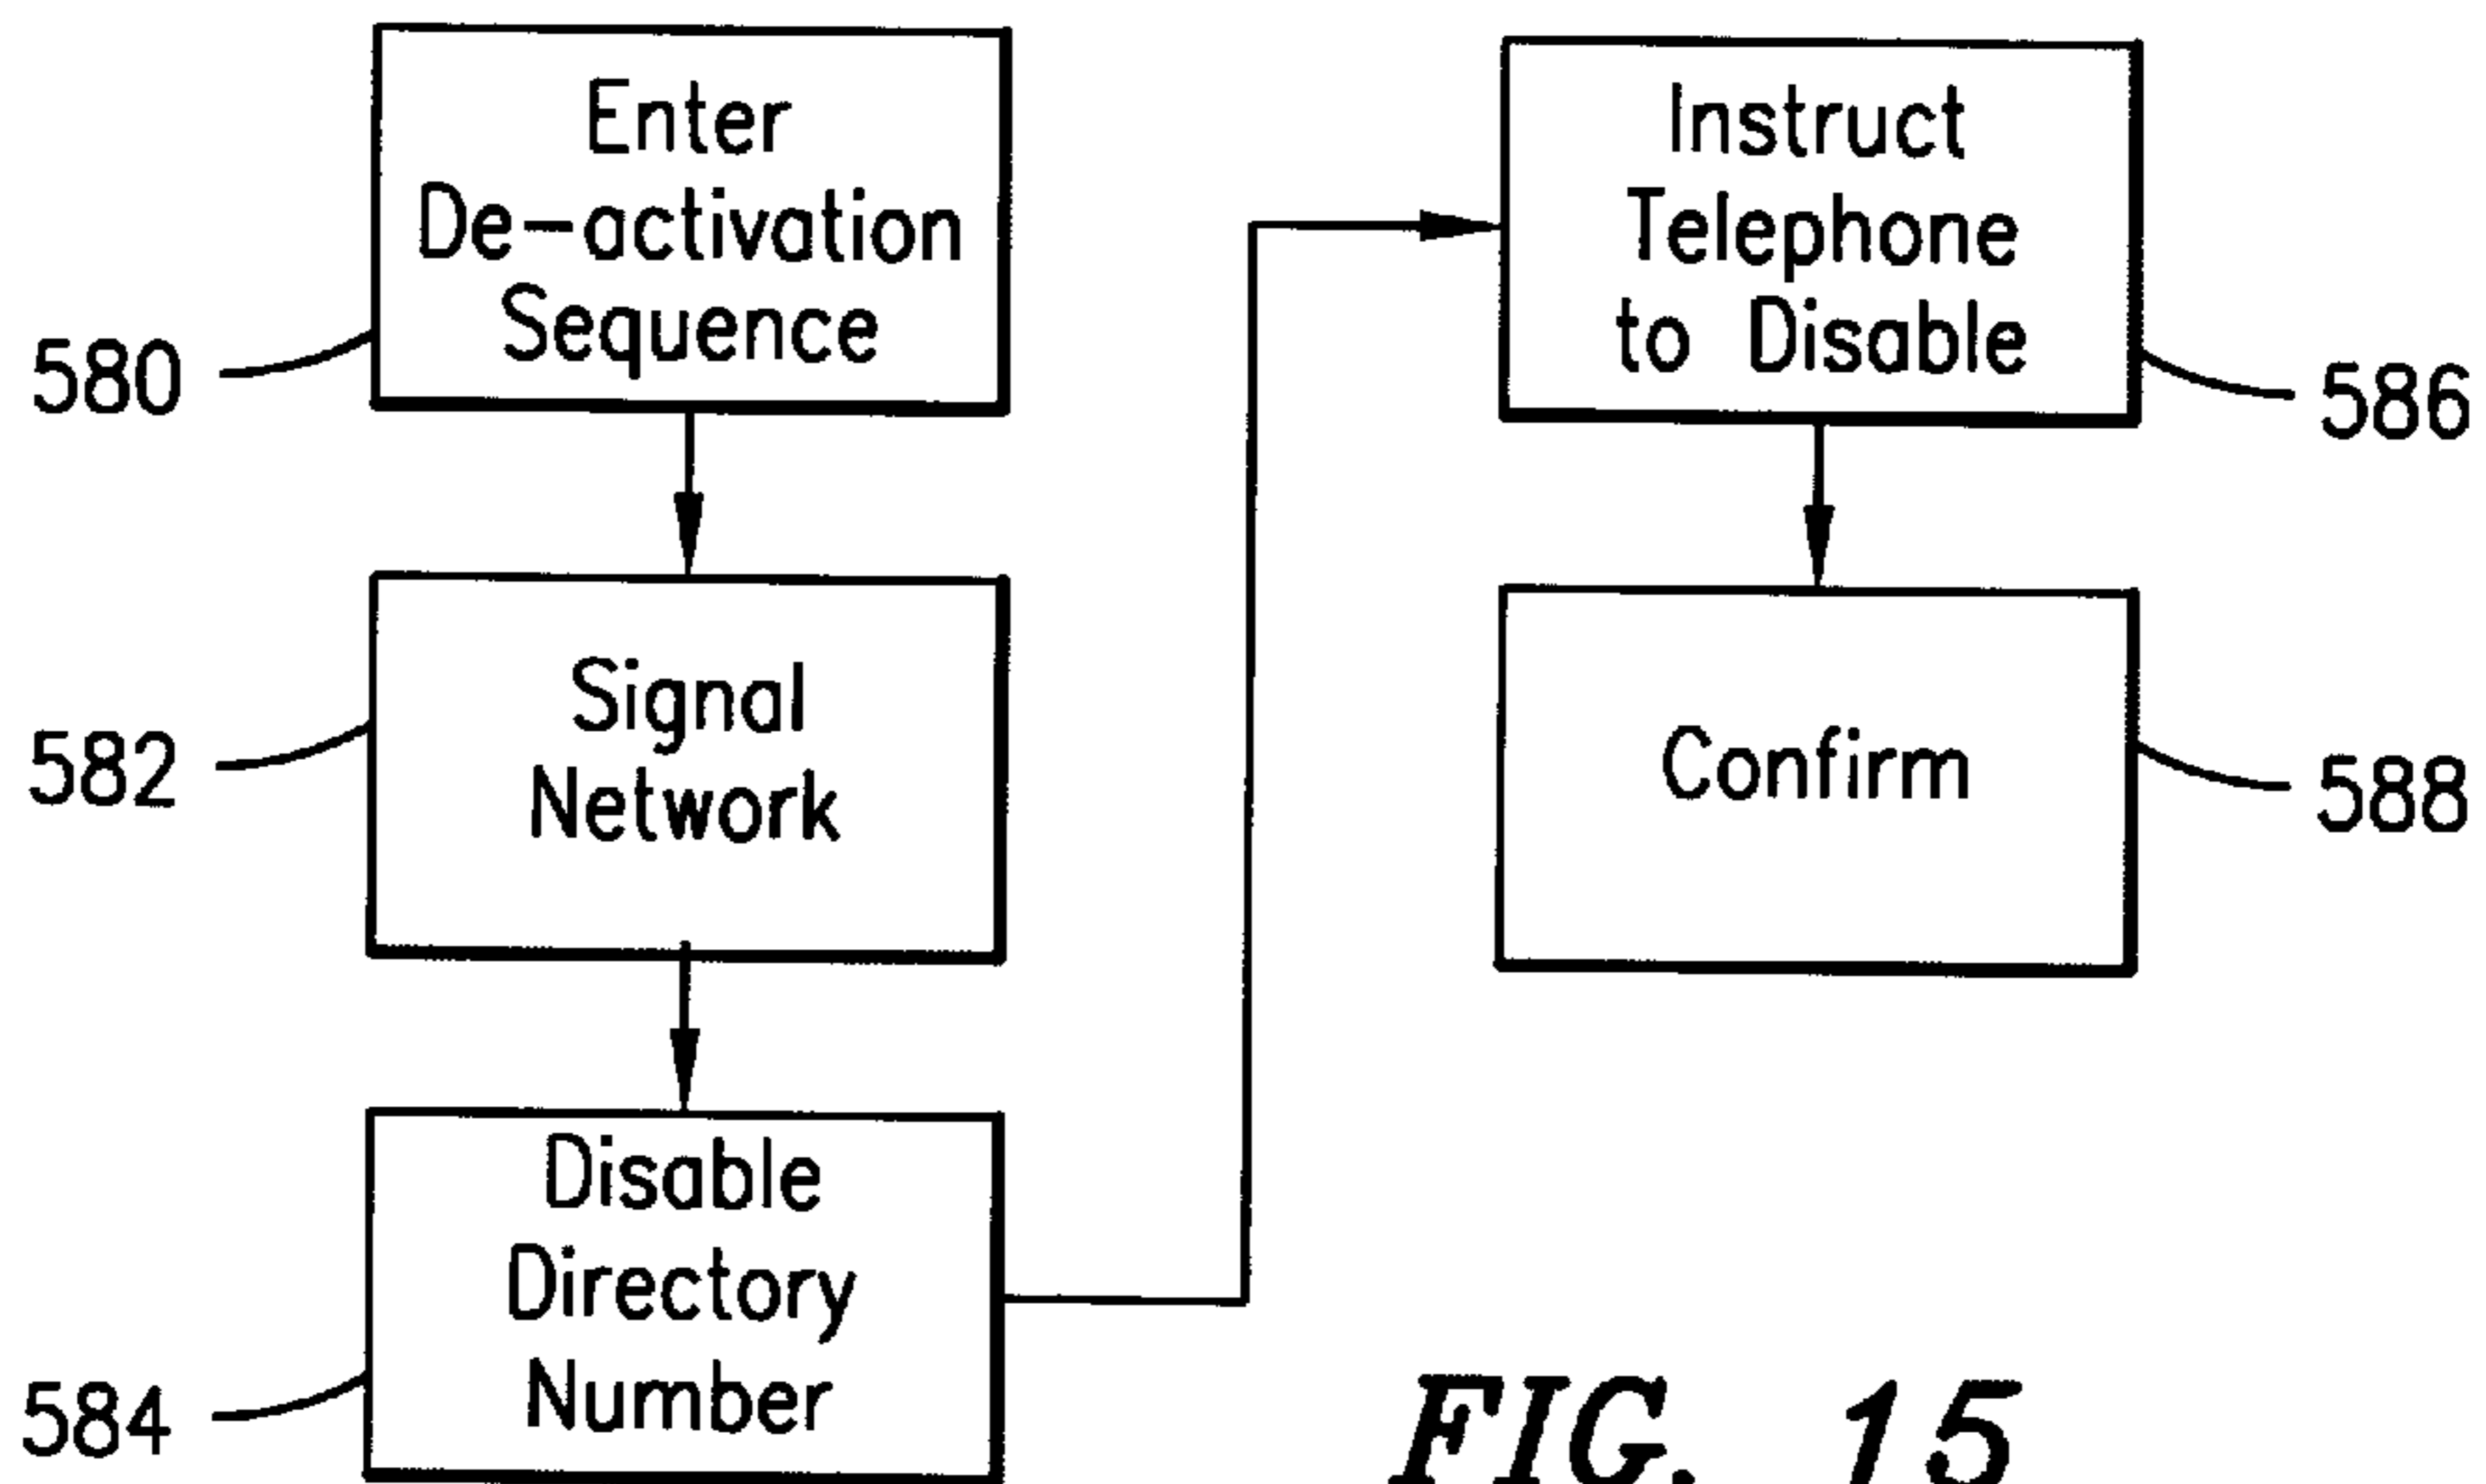 Enter
De-activation
Sequence
580
Signal
Network
582
Disable
Directory
Number
584
Instruct
Telephone
to Disable
586
Confirm
588
FIG. 15